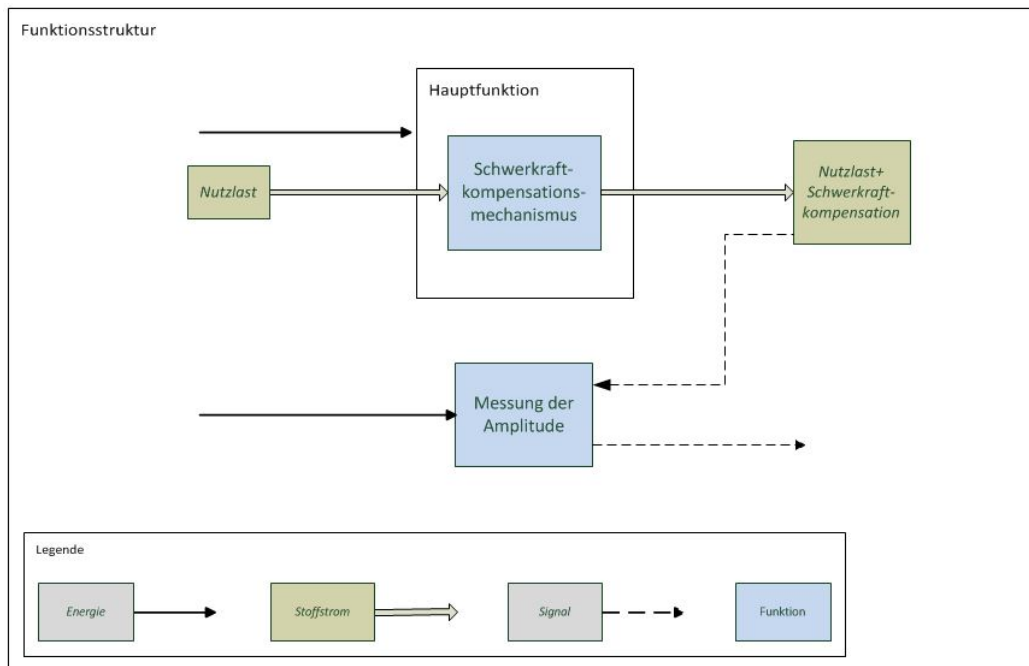 Funktionsstruktur
Hauptfunktion
Nutzlast
Schwerkraft-
kompensations-
mechanismus
Nutzlast+
Schwerkraft-
kompensation
Messung der
Amplitude
Legende
Energie
Stoffstrom
Signal
Funktion